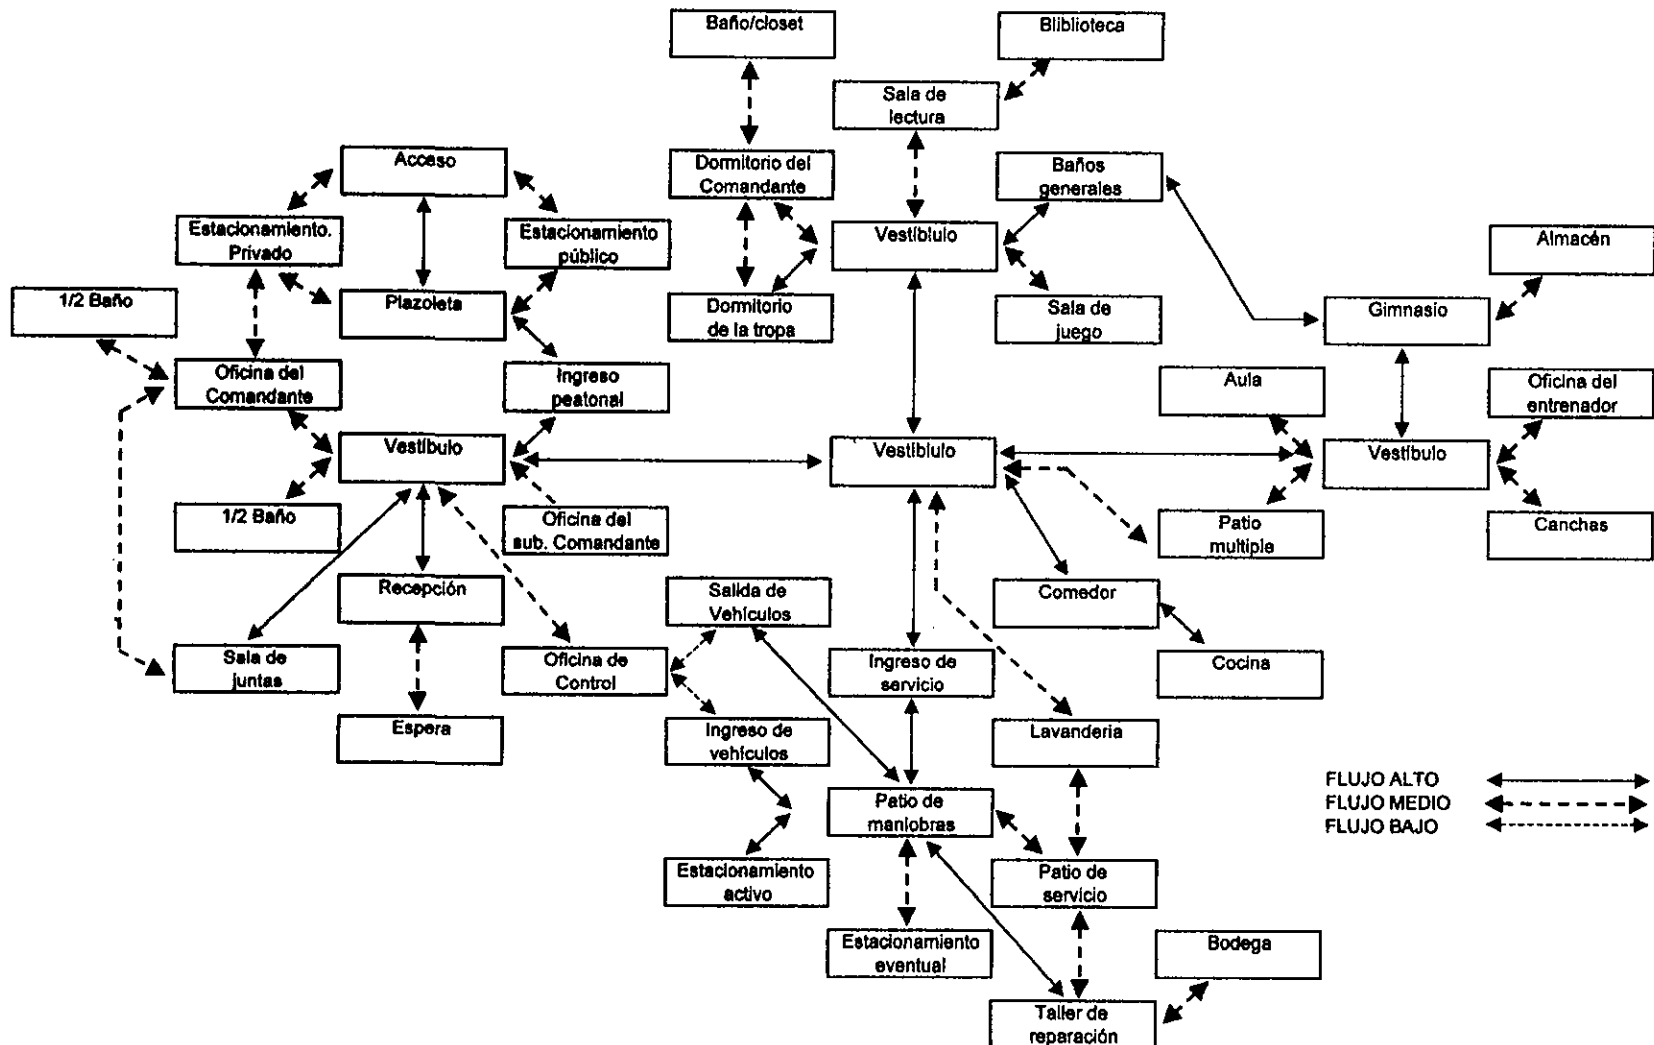 Baño/closet
Bliblioteca
Sala de
lectura
Acceso
Dormitorio del
Comandante
Baños
generales
Estacionamiento.
Privado
Estacionamiento
público
Vestíblulo
Almacén
1/2 Baño
Plazoleta
Dormitorio
de la tropa
Sala de
juego
Gimnasio
Oficina del
Comandante
Ingreso
peatonal
Aula
Oficina del
entrenador
Vestíbulo
Vestiblulo
Vestíbulo
1/2 Baño
Oficina del
sub. Comandante
Patio
multiple
Canchas
Recepción
Salida de
Vehículos
Comedor
Sala de
juntas
Oficina de
Control
Ingreso de
servicio
Cocina
Espera
Ingreso de
vehículos
Lavanderia
FLUJO ALTO
FLUJO MEDIO
FLUJO BAJO
Patio de
maniobras
Estacionamiento
activo
Patio de
servicio
Estacionamiento
eventual
Bodega
Taller de
reparación